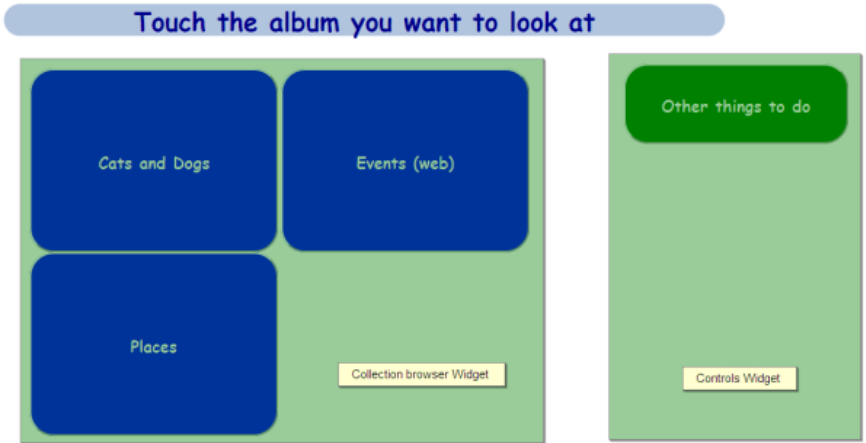 Touch the album you want to look at
Cats and Dogs
Events (web)
Places
Collection browser Widget
Other things to do
Controls Widget